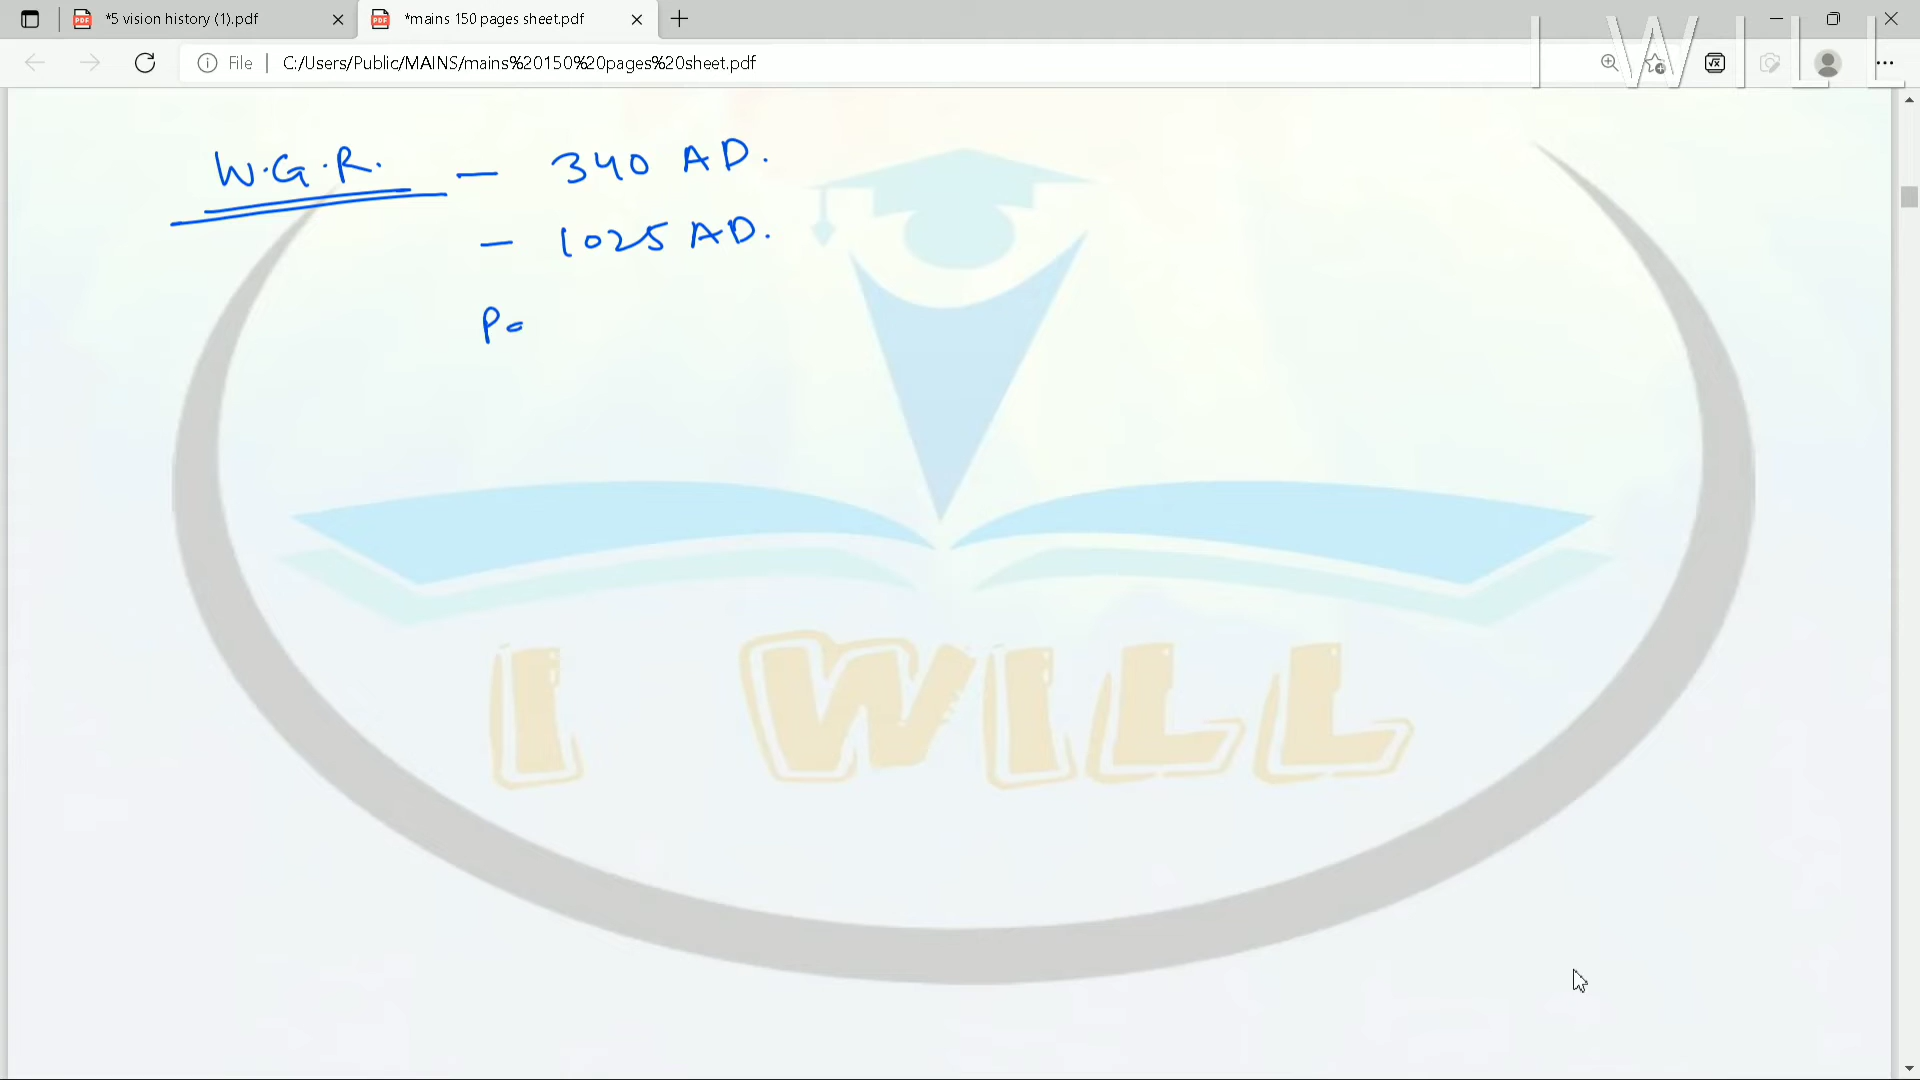 *5 vision history (1).pdf
*mains 150 pages sheet.pdf
File
C:/Users/Public/MAINS/mains%20150%20pages%20sheet.pdf
I WILL
W.G.R. — 340 AD.
— 1025 AD.
I WILL